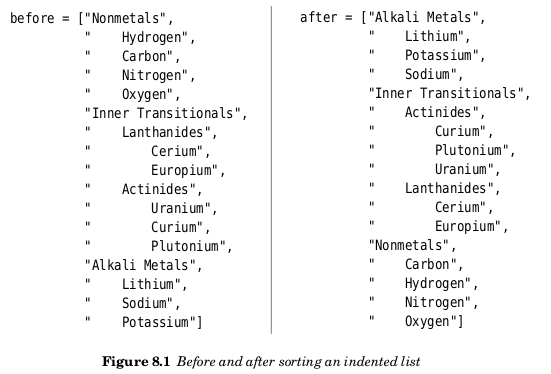 before = ["Nonmetals",
"    Hydrogen",
"    Carbon",
"    Nitrogen",
"    Oxygen",
"Inner Transitionals",
"    Lanthanides",
"        Cerium",
"        Europium",
"    Actinides",
"        Uranium",
"        Curium",
"        Plutonium",
"Alkali Metals",
"    Lithium",
"    Sodium",
"    Potassium"]
after = ["Alkali Metals",
"    Lithium",
"    Potassium",
"    Sodium",
"Inner Transitionals",
"    Actinides",
"        Curium",
"        Plutonium",
"        Uranium",
"    Lanthanides",
"        Cerium",
"        Europium",
"Nonmetals",
"    Carbon",
"    Hydrogen",
"    Nitrogen",
"    Oxygen"]
Figure 8.1 Before and after sorting an indented list